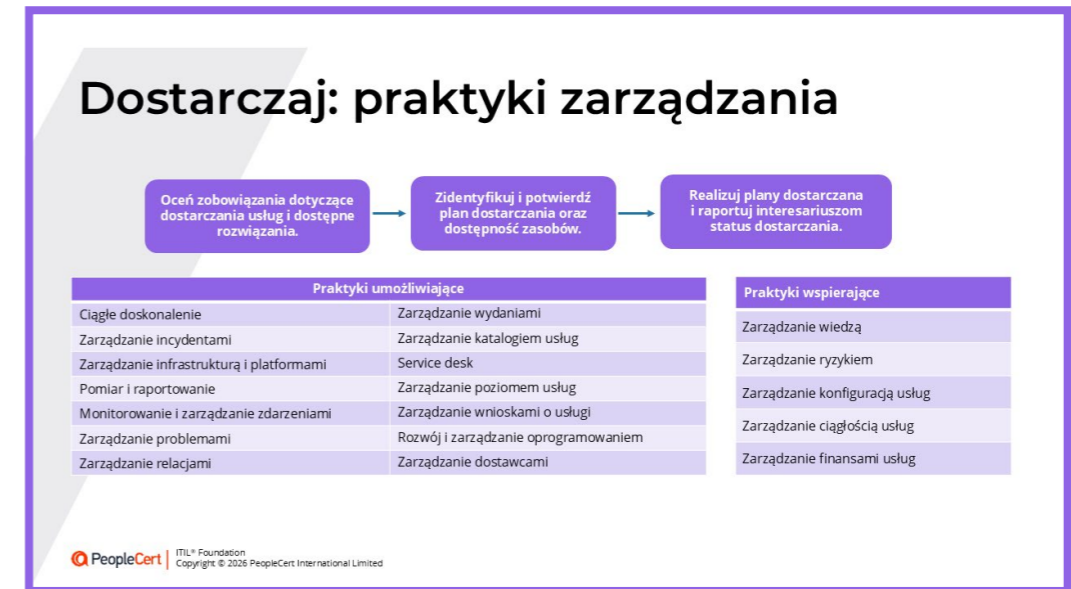 Dostarczaj: praktyki zarządzania
Oceń zobowiązania dotyczące
dostarczania usług i dostępne
rozwiązania.
Zidentyfikuj i potwierdź
plan dostarczania oraz
dostępność zasobów.
Realizuj plany dostarczana
i raportuj interesariuszom
status dostarczania.
Praktyki umożliwiające
Ciągłe doskonalenie
Zarządzanie wydaniami
Zarządzanie incydentami
Zarządzanie katalogiem usług
Zarządzanie infrastrukturą i platformami
Service desk
Pomiar i raportowanie
Zarządzanie poziomem usług
Monitorowanie i zarządzanie zdarzeniami
Zarządzanie wnioskami o usługi
Zarządzanie problemami
Rozwój i zarządzanie oprogramowaniem
Zarządzanie relacjami
Zarządzanie dostawcami
Praktyki wspierające
Zarządzanie wiedzą
Zarządzanie ryzykiem
Zarządzanie konfiguracją usług
Zarządzanie ciągłością usług
Zarządzanie finansami usług
PeopleCert
ITIL® Foundation
Copyright © 2026 PeopleCert International Limited